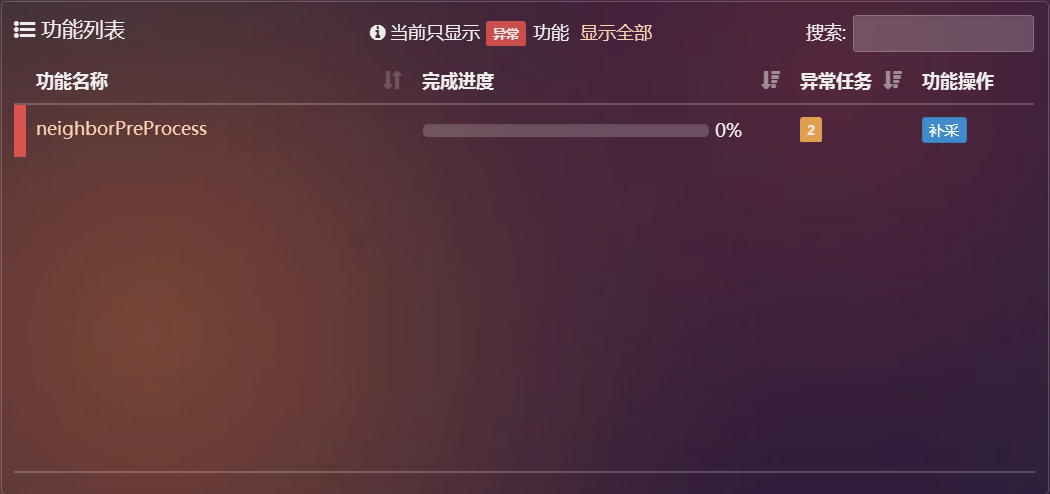 功能列表
当前只显示 异常 功能 显示全部
搜索:
功能名称 完成进度 异常任务 功能操作
neighborPreProcess 0% 2 补采